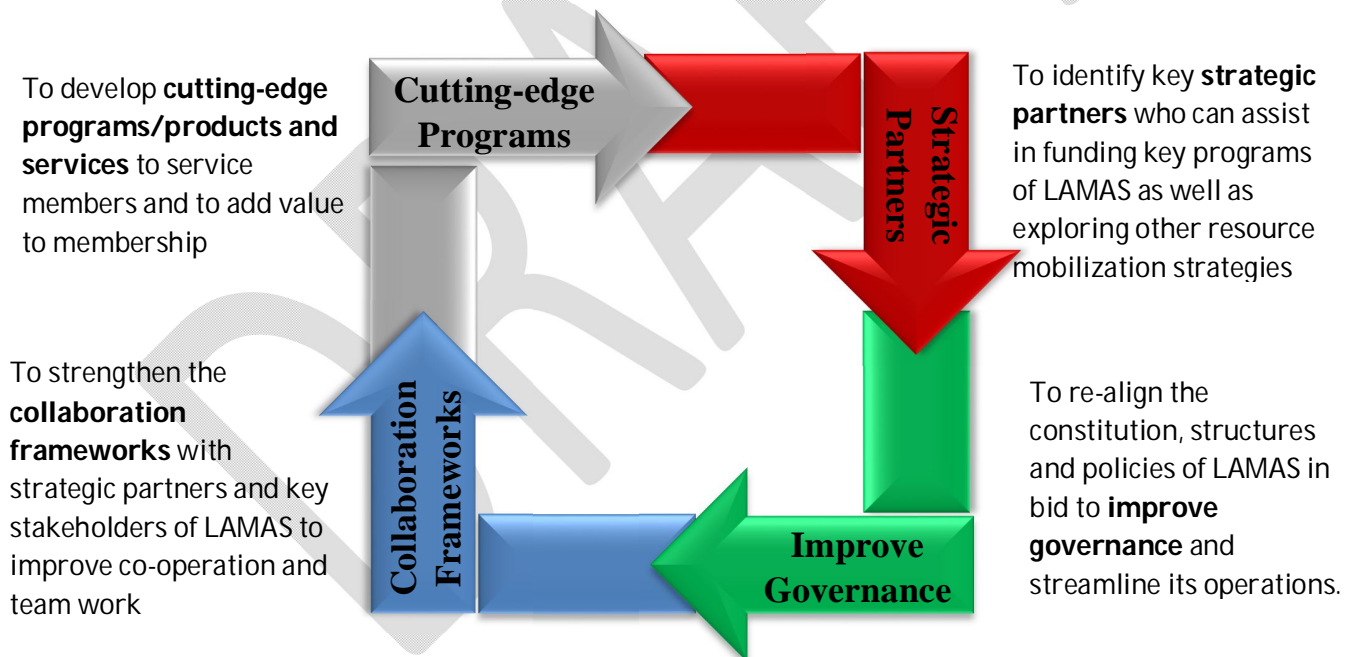 To develop cutting-edge
programs/products and
services to service
members and to add value
to membership
Cutting-edge
Programs
Strategic
Partners
To identify key strategic
partners who can assist
in funding key programs
of LAMAS as well as
exploring other resource
mobilization strategies
To strengthen the
collaboration
frameworks with
strategic partners and key
stakeholders of LAMAS to
improve co-operation and
team work
Collaboration
Frameworks
Improve
Governance
To re-align the
constitution, structures
and policies of LAMAS in
bid to improve
governance and
streamline its operations.
DRA